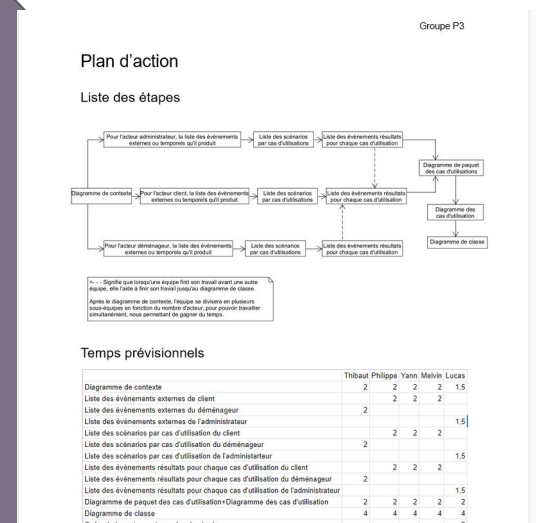 Groupe P3
Plan d'action
Liste des étapes
Pour l'acteur administrateur, la liste des évènements
externes ou temporels qu'il produit
Liste des scénarios
par cas d'utilisations
Liste des évènements résultats
pour chaque cas d'utilisation
Diagramme de paquet
des cas d'utilisations
Diagramme de contexte
Pour l'acteur client, la liste des évènements
externes ou temporels qu'il produit
Liste des scénarios
par cas d'utilisations
Liste des évènements résultats
pour chaque cas d'utilisation
Diagramme des
cas d'utilisation
Diagramme de classe
Pour l'acteur déménageur, la liste des évènements
externes ou temporels qu'il produit
Liste des scénarios
par cas d'utilisations
Liste des évènements résultats
pour chaque cas d'utilisation
<- - - Signifie que lorsqu'une équipe finit son travail avant une autre
équipe, elle l'aide à finir son travail jusqu'au diagramme de classe.
Après le diagramme de contexte, l'équipe se divisera en plusieurs
sous-équipes en fonction du nombre d'acteur, pour pouvoir travailler
simultanément, nous permettant de gagner du temps.
Temps prévisionnels
Thibaut Philippe Yann Melvin Lucas
Diagramme de contexte 2 2 2 2 1,5
Liste des évènements externes de client 2 2 2
Liste des évènements externes du déménageur 2
Liste des évènements externes de l'administrateur 1,5
Liste des scénarios par cas d'utilisation du client 2 2 2
Liste des scénarios par cas d'utilisation du déménageur 2
Liste des scénarios par cas d'utilisation de l'administarteur 1,5
Liste des évènements résultats pour chaque cas d'utilisation du client 2 2 2
Liste des évènements résultats pour chaque cas d'utilisation du déménageur 2
Liste des évènements résultats pour chaque cas d'utilisation de l'administrateur 1,5
Diagramme de paquet des cas d'utilisation+Diagramme des cas d'utilisation 2 2 2 2 2
Diagramme de classe 4 4 4 4 4